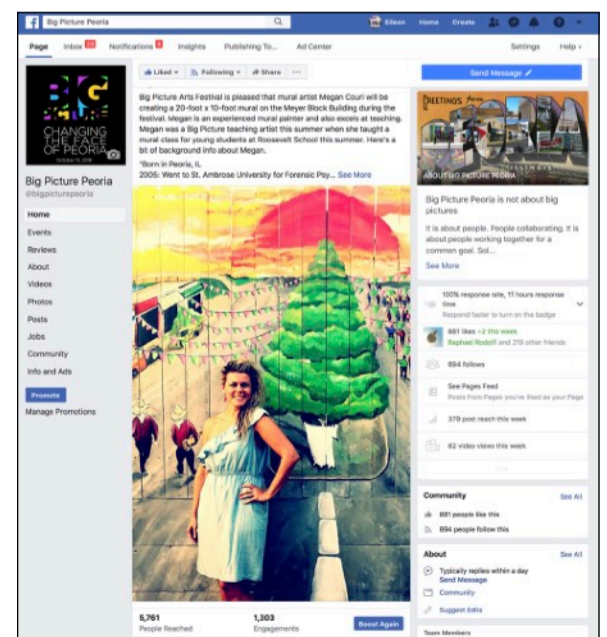 Big Picture Peoria
Eileen Home Create
Page Inbox Notifications Insights Publishing To... Ad Center Settings Help
Liked Following Share ...
Send Message
BIG
CHANGING
THE FACE
OF PEORIA
Big Picture Peoria
@bigpicturepeoria
Home
Events
Reviews
About
Videos
Photos
Posts
Jobs
Community
Info and Ads
Promote
Manage Promotions
Big Picture Arts Festival is pleased that mural artist Megan Couri will be
creating a 20-foot x 10-foot mural on the Meyer Block Building during the
festival. Megan is an experienced mural painter and also excels at teaching.
Megan was a Big Picture teaching artist this summer when she taught a
mural class for young students at Roosevelt School this summer. Here's a
bit of background info about Megan.
"Born in Peoria, IL
2005: Went to St. Ambrose University for Forensic Psy... See More
5,761
People Reached
1,303
Engagements
Boost Again
GREETINGS from
ILLINOIS
ABOUT BIG PICTURE PEORIA
Big Picture Peoria is not about big
pictures
It is about people. People collaborating. It is
about people working together for a
common goal. Sol...
See More
100% response rate, 11 hours response
time
Respond faster to turn on the badge
881 likes +2 this week
Raphael Rodolfi and 219 other friends
894 follows
See Pages Feed
Posts from Pages you've liked as your Page
379 post reach this week
62 video views this week
...
Community See All
881 people like this
894 people follow this
About See All
Typically replies within a day
Send Message
Community
Suggest Edits
Team Members